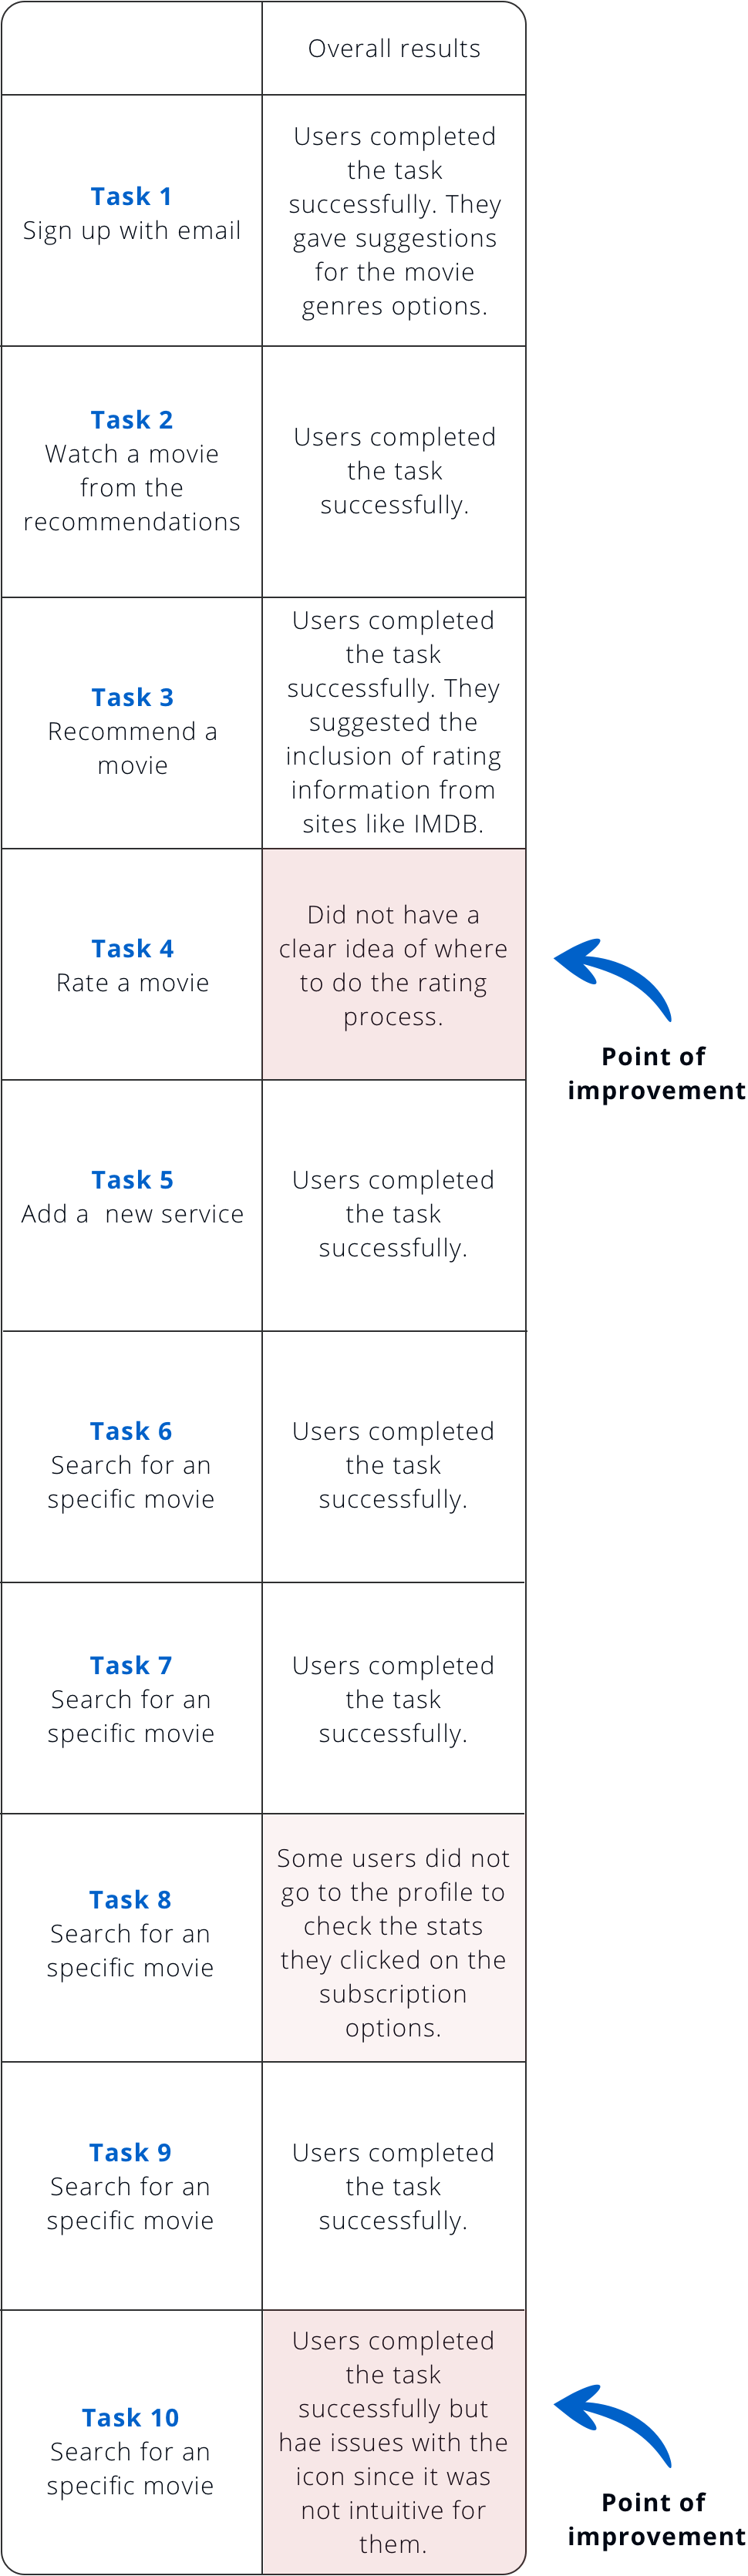 Overall results
Task 1
Sign up with email
Users completed
the task
successfully. They
gave suggestions
for the movie
genres options.
Task 2
Watch a movie
from the
recommendations
Users completed
the task
successfully.
Task 3
Recommend a
movie
Users completed
the task
successfully. They
suggested the
inclusion of rating
information from
sites like IMDB.
Task 4
Rate a movie
Did not have a
clear idea of where
to do the rating
process.
Point of
improvement
Task 5
Add a  new service
Users completed
the task
successfully.
Task 6
Search for an
specific movie
Users completed
the task
successfully.
Task 7
Search for an
specific movie
Users completed
the task
successfully.
Task 8
Search for an
specific movie
Some users did not
go to the profile to
check the stats
they clicked on the
subscription
options.
Task 9
Search for an
specific movie
Users completed
the task
successfully.
Task 10
Search for an
specific movie
Users completed
the task
successfully but
hae issues with the
icon since it was
not intuitive for
them.
Point of
improvement